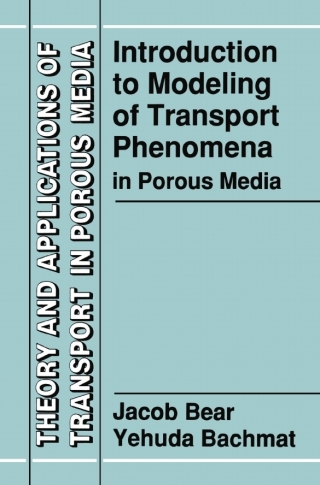 THEORY AND APPLICATIONS OF
TRANSPORT IN POROUS MEDIA
Introduction
to Modeling
of Transport
Phenomena
in Porous Media
Jacob Bear
Yehuda Bachmat